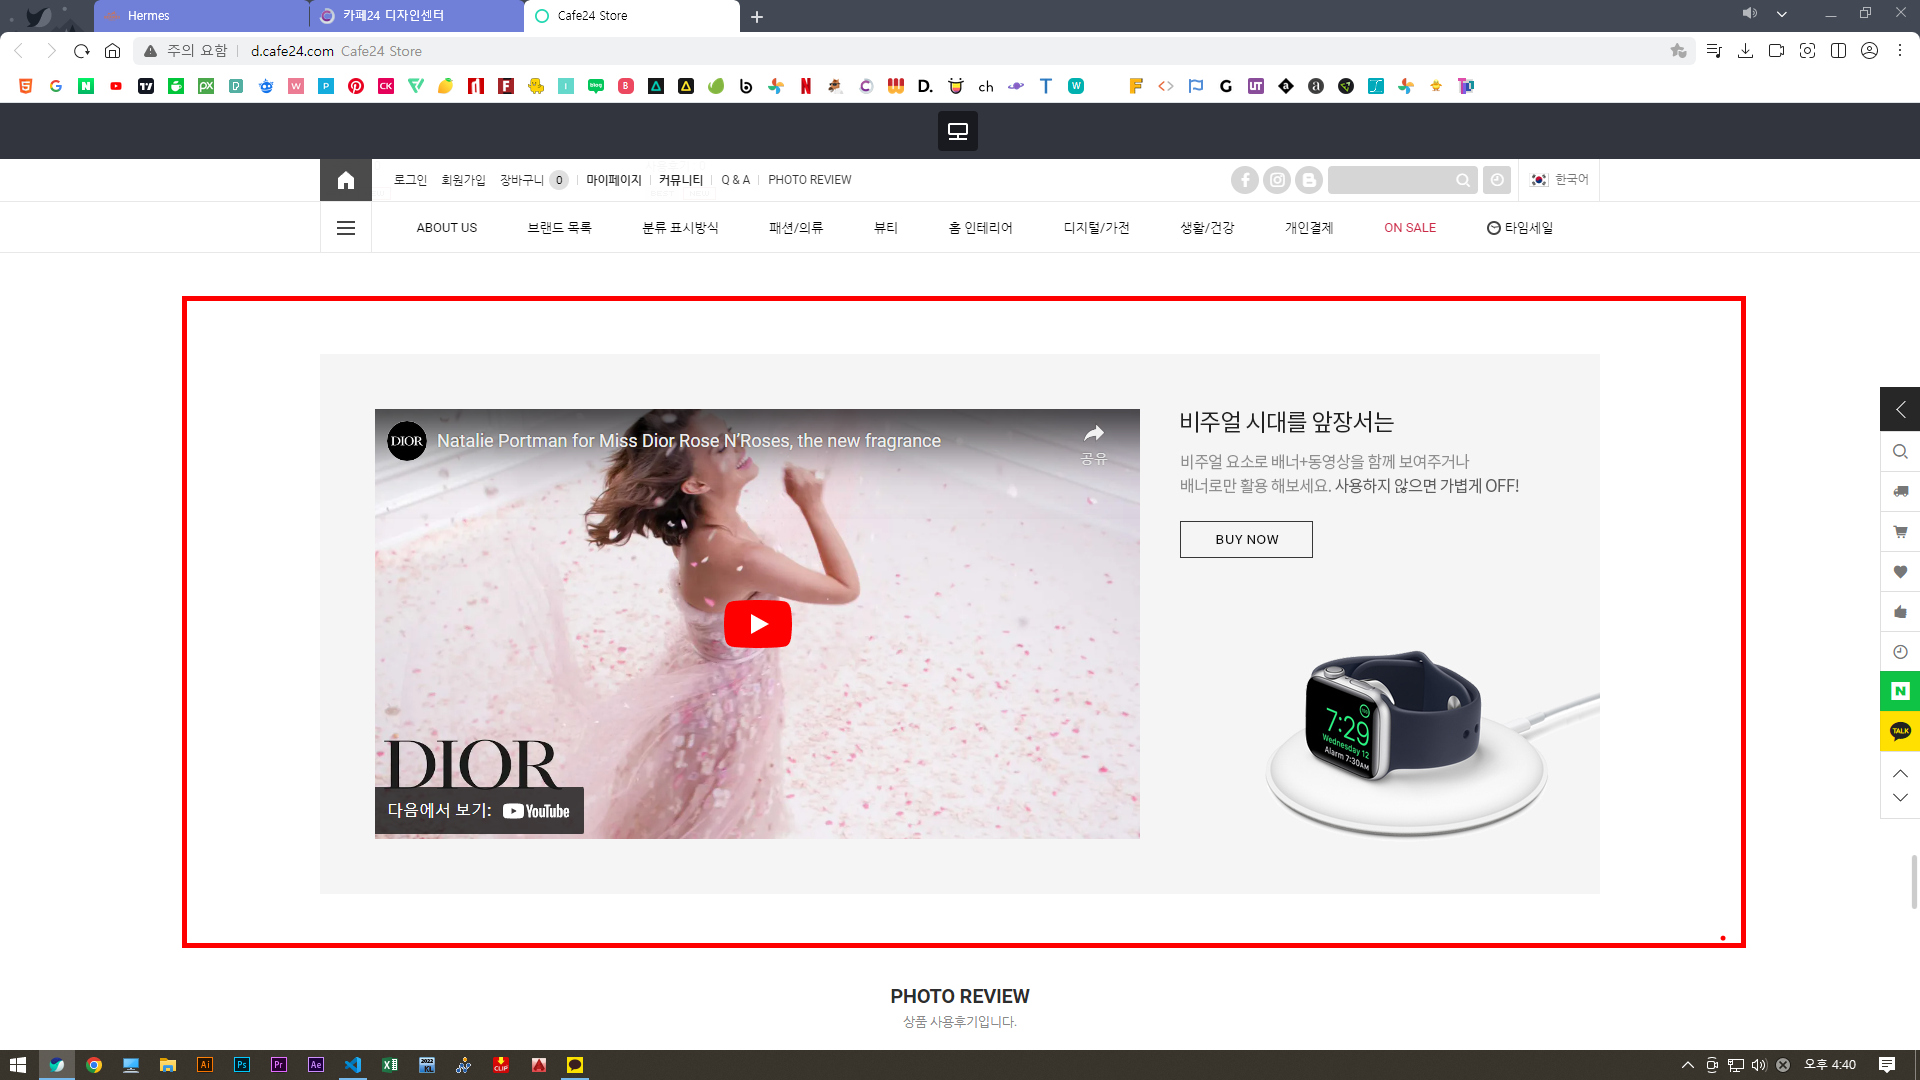 Hermes
카페24 디자인센터
Cafe24 Store
주의 요함
d.cafe24.com Cafe24 Store
로그인
회원가입
장바구니 0
마이페이지
커뮤니티
Q & A
PHOTO REVIEW
한국어
ABOUT US
브랜드 목록
분류 표시방식
패션/의류
뷰티
홈 인테리어
디지털/가전
생활/건강
개인결제
ON SALE
타임세일
DIOR
Natalie Portman for Miss Dior Rose N'Roses, the new fragrance
공유
DIOR
다음에서 보기: YouTube
비주얼 시대를 앞장서는
비주얼 요소로 배너+동영상을 함께 보여주거나
배너로만 활용 해보세요. 사용하지 않으면 가볍게 OFF!
BUY NOW
7:29
Wednesday 12
Alarm 7:30AM
N
TALK
PHOTO REVIEW
상품 사용후기입니다.
오후 4:40